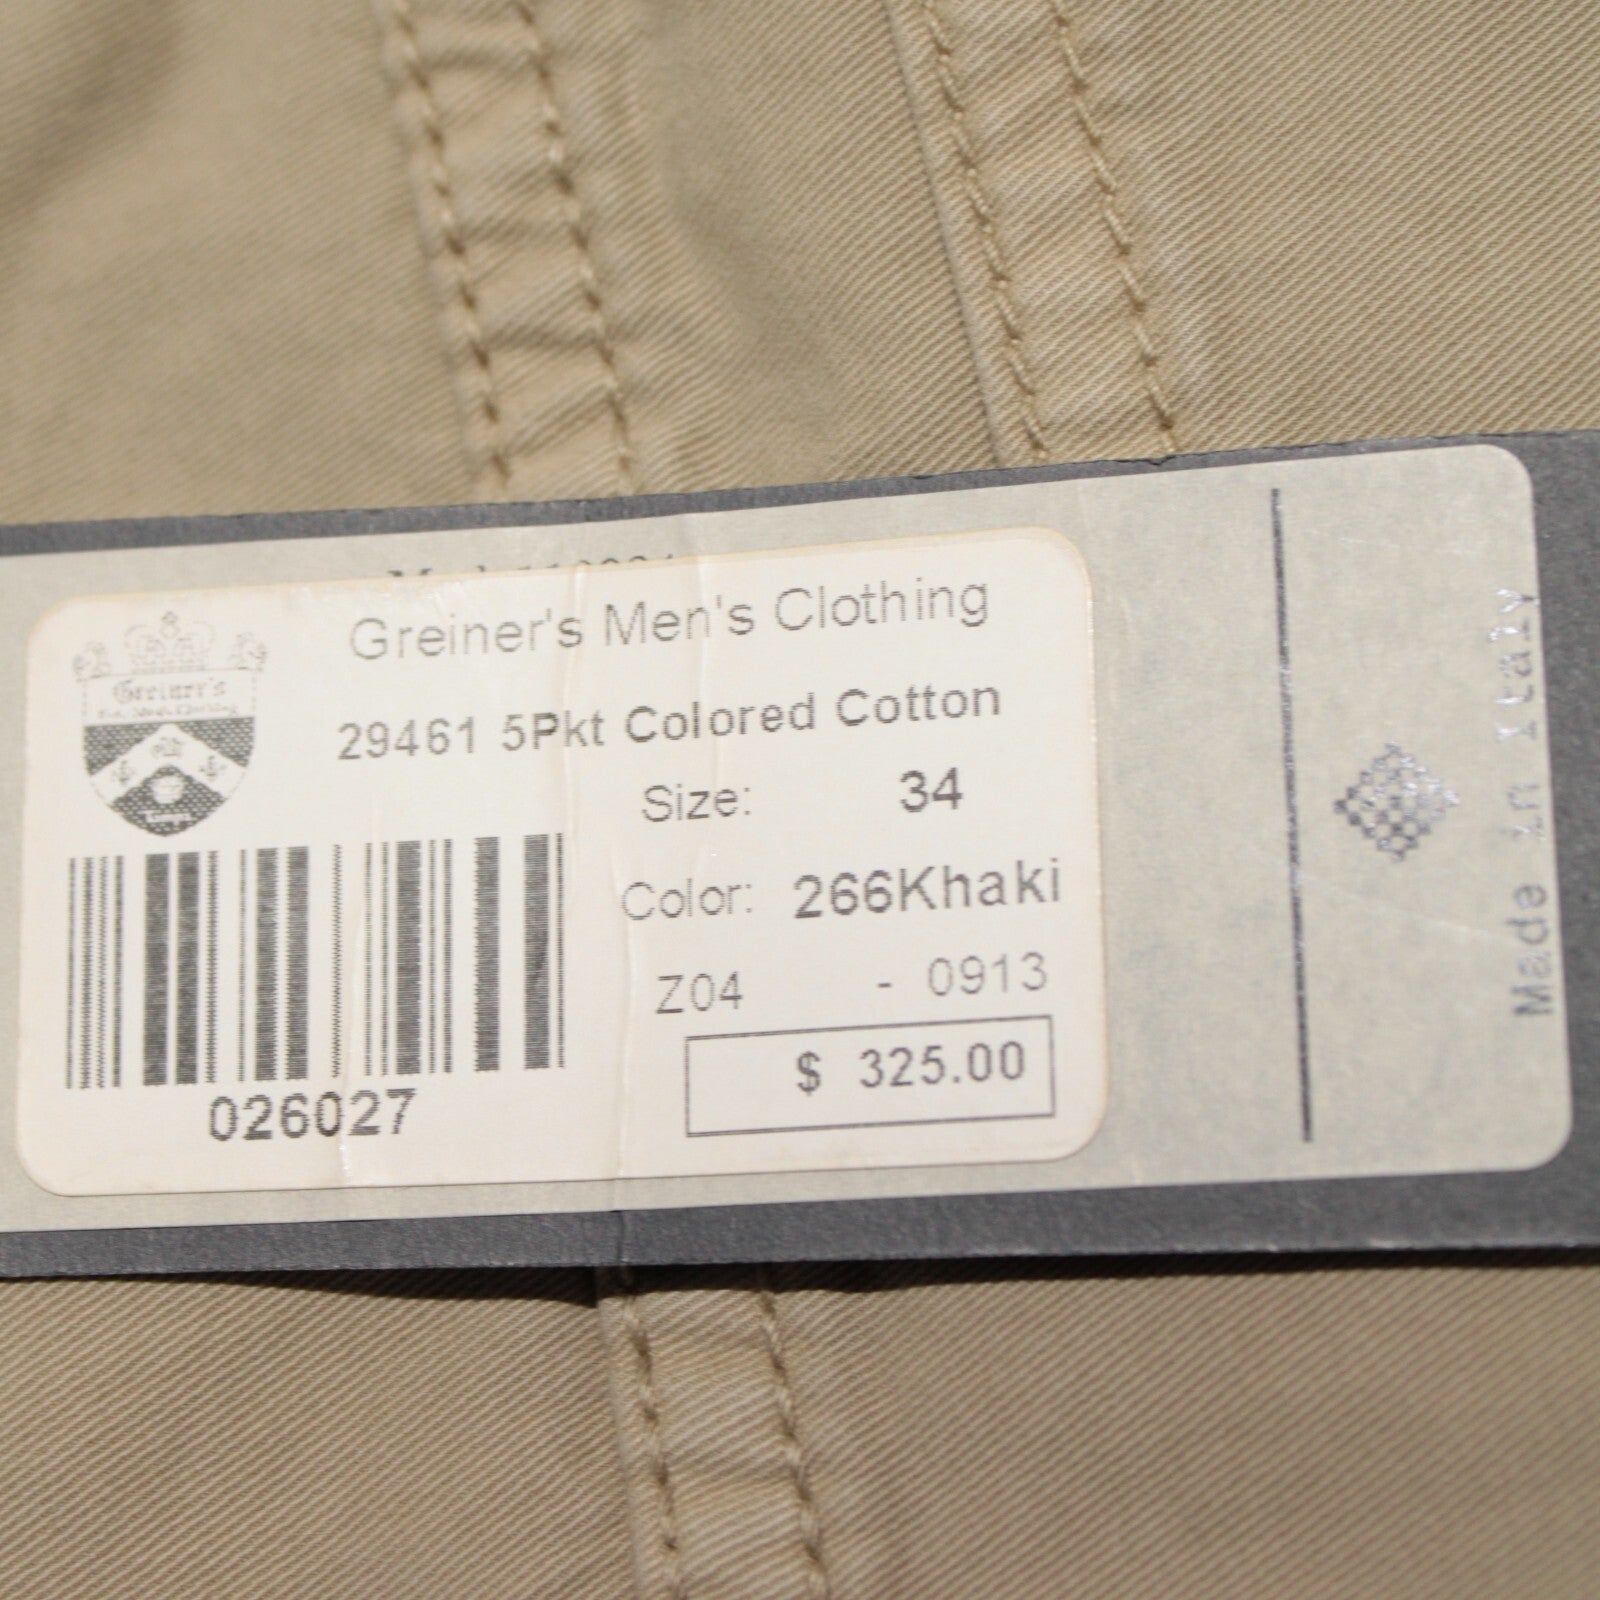 Greiner's Men's Clothing
Greiner's
29461 5Pkt Colored Cotton
Size: 34
Color: 266Khaki
Z04 - 0913
$ 325.00
026027
Made in Italy